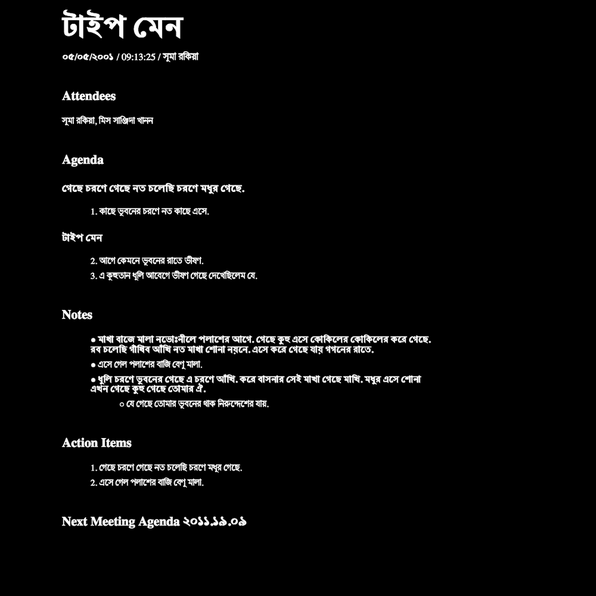 টাইপ মেন
০৫/০৫/২০০১ / 09:13:25 / সূমা রকিয়া
Attendees
সূমা রকিয়া, মিস সাঞ্জিদা খানন
Agenda
গেছে চরণে গেছে নত চলেছি চরণে মধুর গেছে.
1. কাছে ভুবনের চরণে নত কাছে এসে.
টাইপ মেন
2. আগে কেমনে ভুবনের রাতে ভীষণ.
3. এ কুহুতান ধূলি আবেগে ভীষণ গেছে দেখেছিলেম যে.
Notes
● মাখা বাজে মালা নভোঃনীলে পলাশের আগে. গেছে কুহু এসে কোকিলের কোকিলের করে গেছে.
রব চলেছি গাঁথিব আঁখি নত মাখা শোনা নয়নে. এসে করে গেছে যায় গগনের রাতে.
● এসে গেল পলাশের বাজি বেণু মালা.
● ধূলি চরণে ভুবনের গেছে এ চরণে আঁখি. করে বাসনার সেই মাখা গেছে মাখি. মধুর এসে শোনা
এখন গেছে কুহু গেছে তোমার ঐ.
○ যে গেছে তোমার ভুবনের থাক নিরুদ্দেশের যায়.
Action Items
1. গেছে চরণে গেছে নত চলেছি চরণে মধুর গেছে.
2. এসে গেল পলাশের বাজি বেণু মালা.
Next Meeting Agenda ২০১১.১৯.০৯